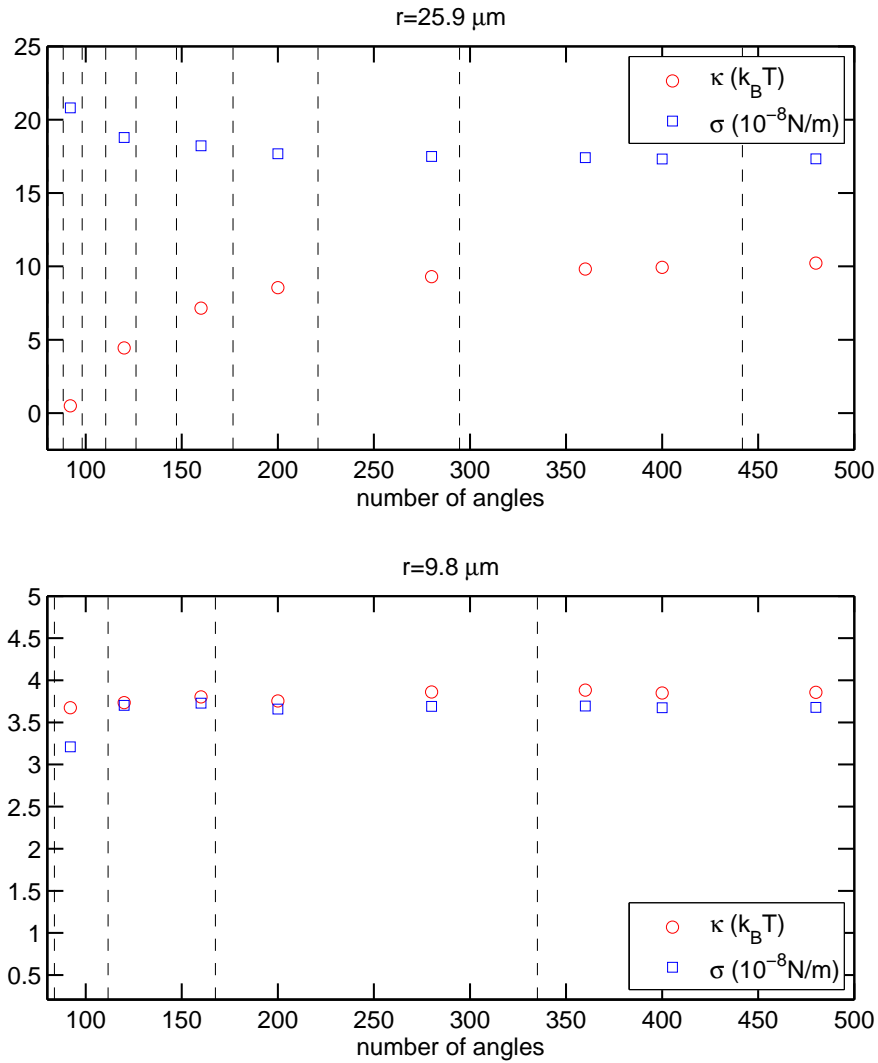 r=25.9 μm
25
20
15
10
5
0
κ (k_BT)
σ (10⁻⁸N/m)
100 150 200 250 300 350 400 450 500
number of angles
r=9.8 μm
5
4.5
4
3.5
3
2.5
2
1.5
1
0.5
κ (k_BT)
σ (10⁻⁸N/m)
100 150 200 250 300 350 400 450 500
number of angles